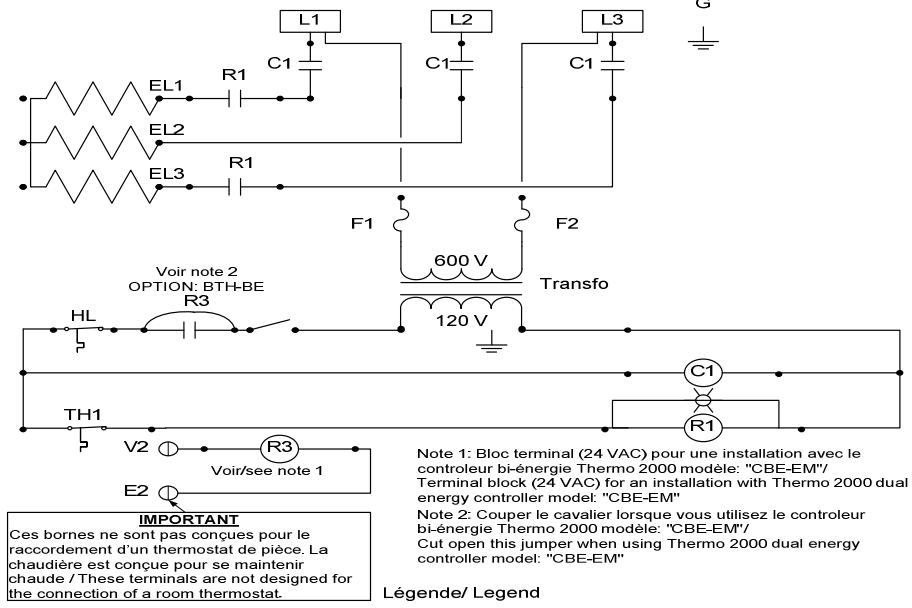 G
L1
L2
L3
C1
C1
C1
R1
EL1
EL2
R1
EL3
F1
F2
600 V
Voir note 2
OPTION: BTH-BE
R3
Transfo
HL
120 V
C1
TH1
R1
V2
R3
Voir/see note 1
E2
Note 1: Bloc terminal (24 VAC) pour une installation avec le
controleur bi-énergie Thermo 2000 modèle: "CBE-EM"/
Terminal block (24 VAC) for an installation with Thermo 2000 dual
energy controller model: "CBE-EM"
Note 2: Couper le cavalier lorsque vous utilisez le controleur
bi-énergie Thermo 2000 modèle: "CBE-EM"/
Cut open this jumper when using Thermo 2000 dual energy
controller model: "CBE-EM"
IMPORTANT
Ces bornes ne sont pas conçues pour le
raccordement d'un thermostat de pièce. La
chaudière est conçue pour se maintenir
chaude / These terminals are not designed for
the connection of a room thermostat.
Légende/ Legend